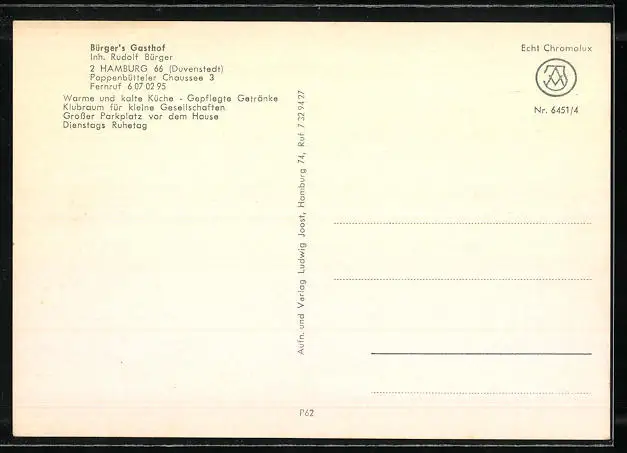 Bürger's Gasthof
Inh. Rudolf Bürger
2 HAMBURG 66 (Duvenstedt)
Poppenbütteler Chaussee 3
Fernruf 6 07 02 95
Warme und kalte Küche - Gepflegte Getränke
Klubraum für kleine Gesellschaften
Großer Parkplatz vor dem Hause
Dienstags Ruhetag
Aufn. und Verlag Ludwig Joost, Hamburg 74, Ruf 7 32 94 27
Echt Chromolux
Nr. 6451/4
P62